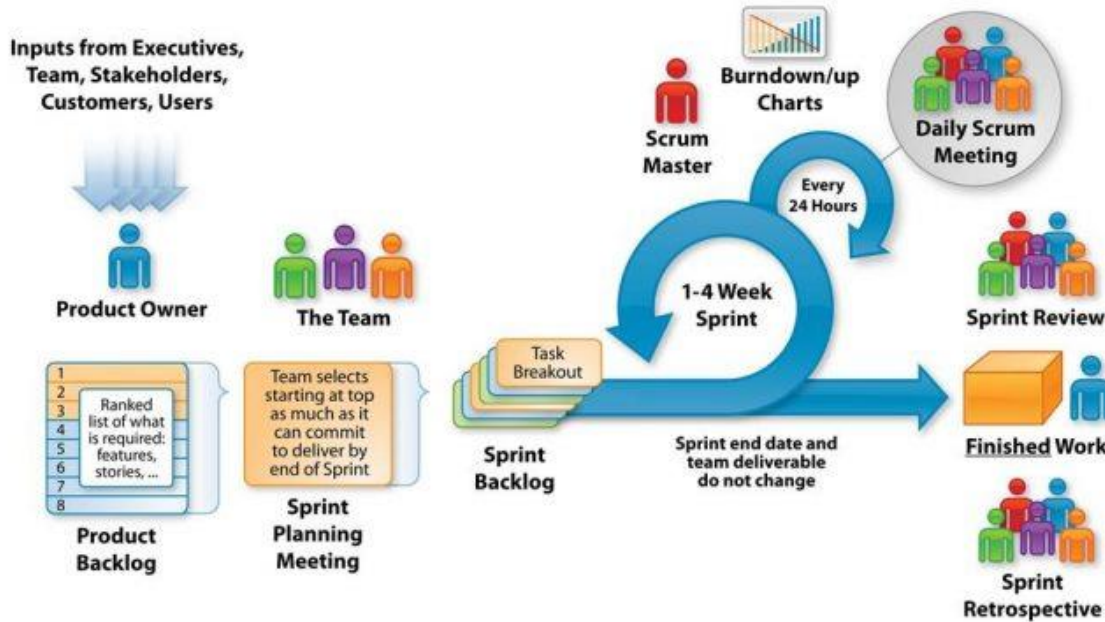 Inputs from Executives,
Team, Stakeholders,
Customers, Users
Product Owner
The Team
1
2
3
4
5
6
7
8
Ranked
list of what
is required:
features,
stories, ...
Product
Backlog
Team selects
starting at top
as much as it
can commit
to deliver by
end of Sprint
Sprint
Planning
Meeting
Task
Breakout
Sprint
Backlog
Scrum
Master
Burndown/up
Charts
Daily Scrum
Meeting
Every
24 Hours
1-4 Week
Sprint
Sprint end date and
team deliverable
do not change
Sprint Review
Finished Work
Sprint
Retrospective